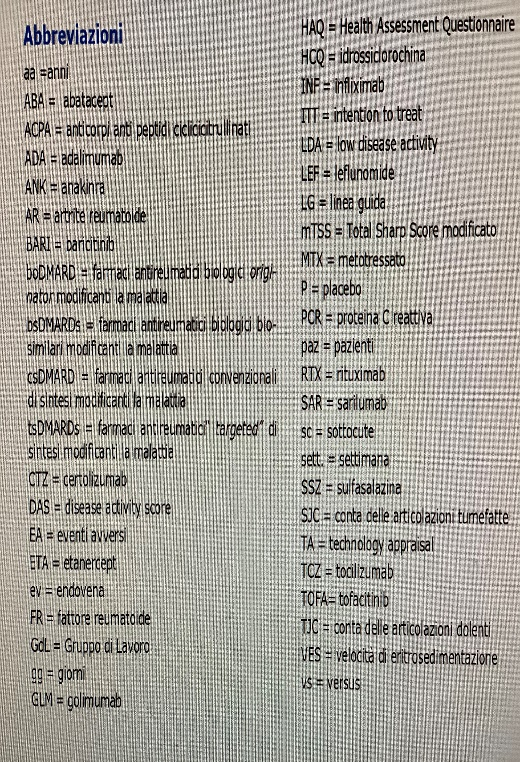 Abbreviazioni
aa =anni
ABA = abatacept
ACPA = anticorpi anti peptidi cicliccitrullinati
ADA = adalimumab
ANK = anakinra
AR = artrite reumatoide
BARI = baricitinib
boDMARD = farmaci antireumatici biologici origi-
nator modificanti la malattia
bsDMARDs = farmaci antireumatici biologici bio-
similari modificanti la malattia
csDMARD = farmaci antireumatici convenzionali
di sintesi modificanti la malattia
tsDMARDs = farmaci antireumatici" targeted" di
sintesi modificanti la malattia
CTZ = certolizumab
DAS = disease activity score
EA = eventi avversi
ETA = etanercept
ev = endovena
FR = fattore reumatoide
GdL = Gruppo di Lavoro
gg = giorni
GLM = golimumab
HAQ = Health Assessment Questionnaire
HCQ = idrossiclorochina
INF = infliximab
ITT = intention to treat
LDA = low disease activity
LEF = leflunomide
LG = linea guida
mTSS = Total Sharp Score modificato
MTX = metotressato
P = placebo
PCR = proteina C reattiva
paz = pazienti
RTX = rituximab
SAR = sarilumab
sc = sottocute
sett. = settimana
SSZ = sulfasalazina
SJC = conta delle articolazioni tumefatte
TA = technology appraisal
TCZ = tocilizumab
TOFA= tofacitinib
TJC = conta delle articolazioni dolenti
VES = velocità di eritrosedimentazione
vs = versus